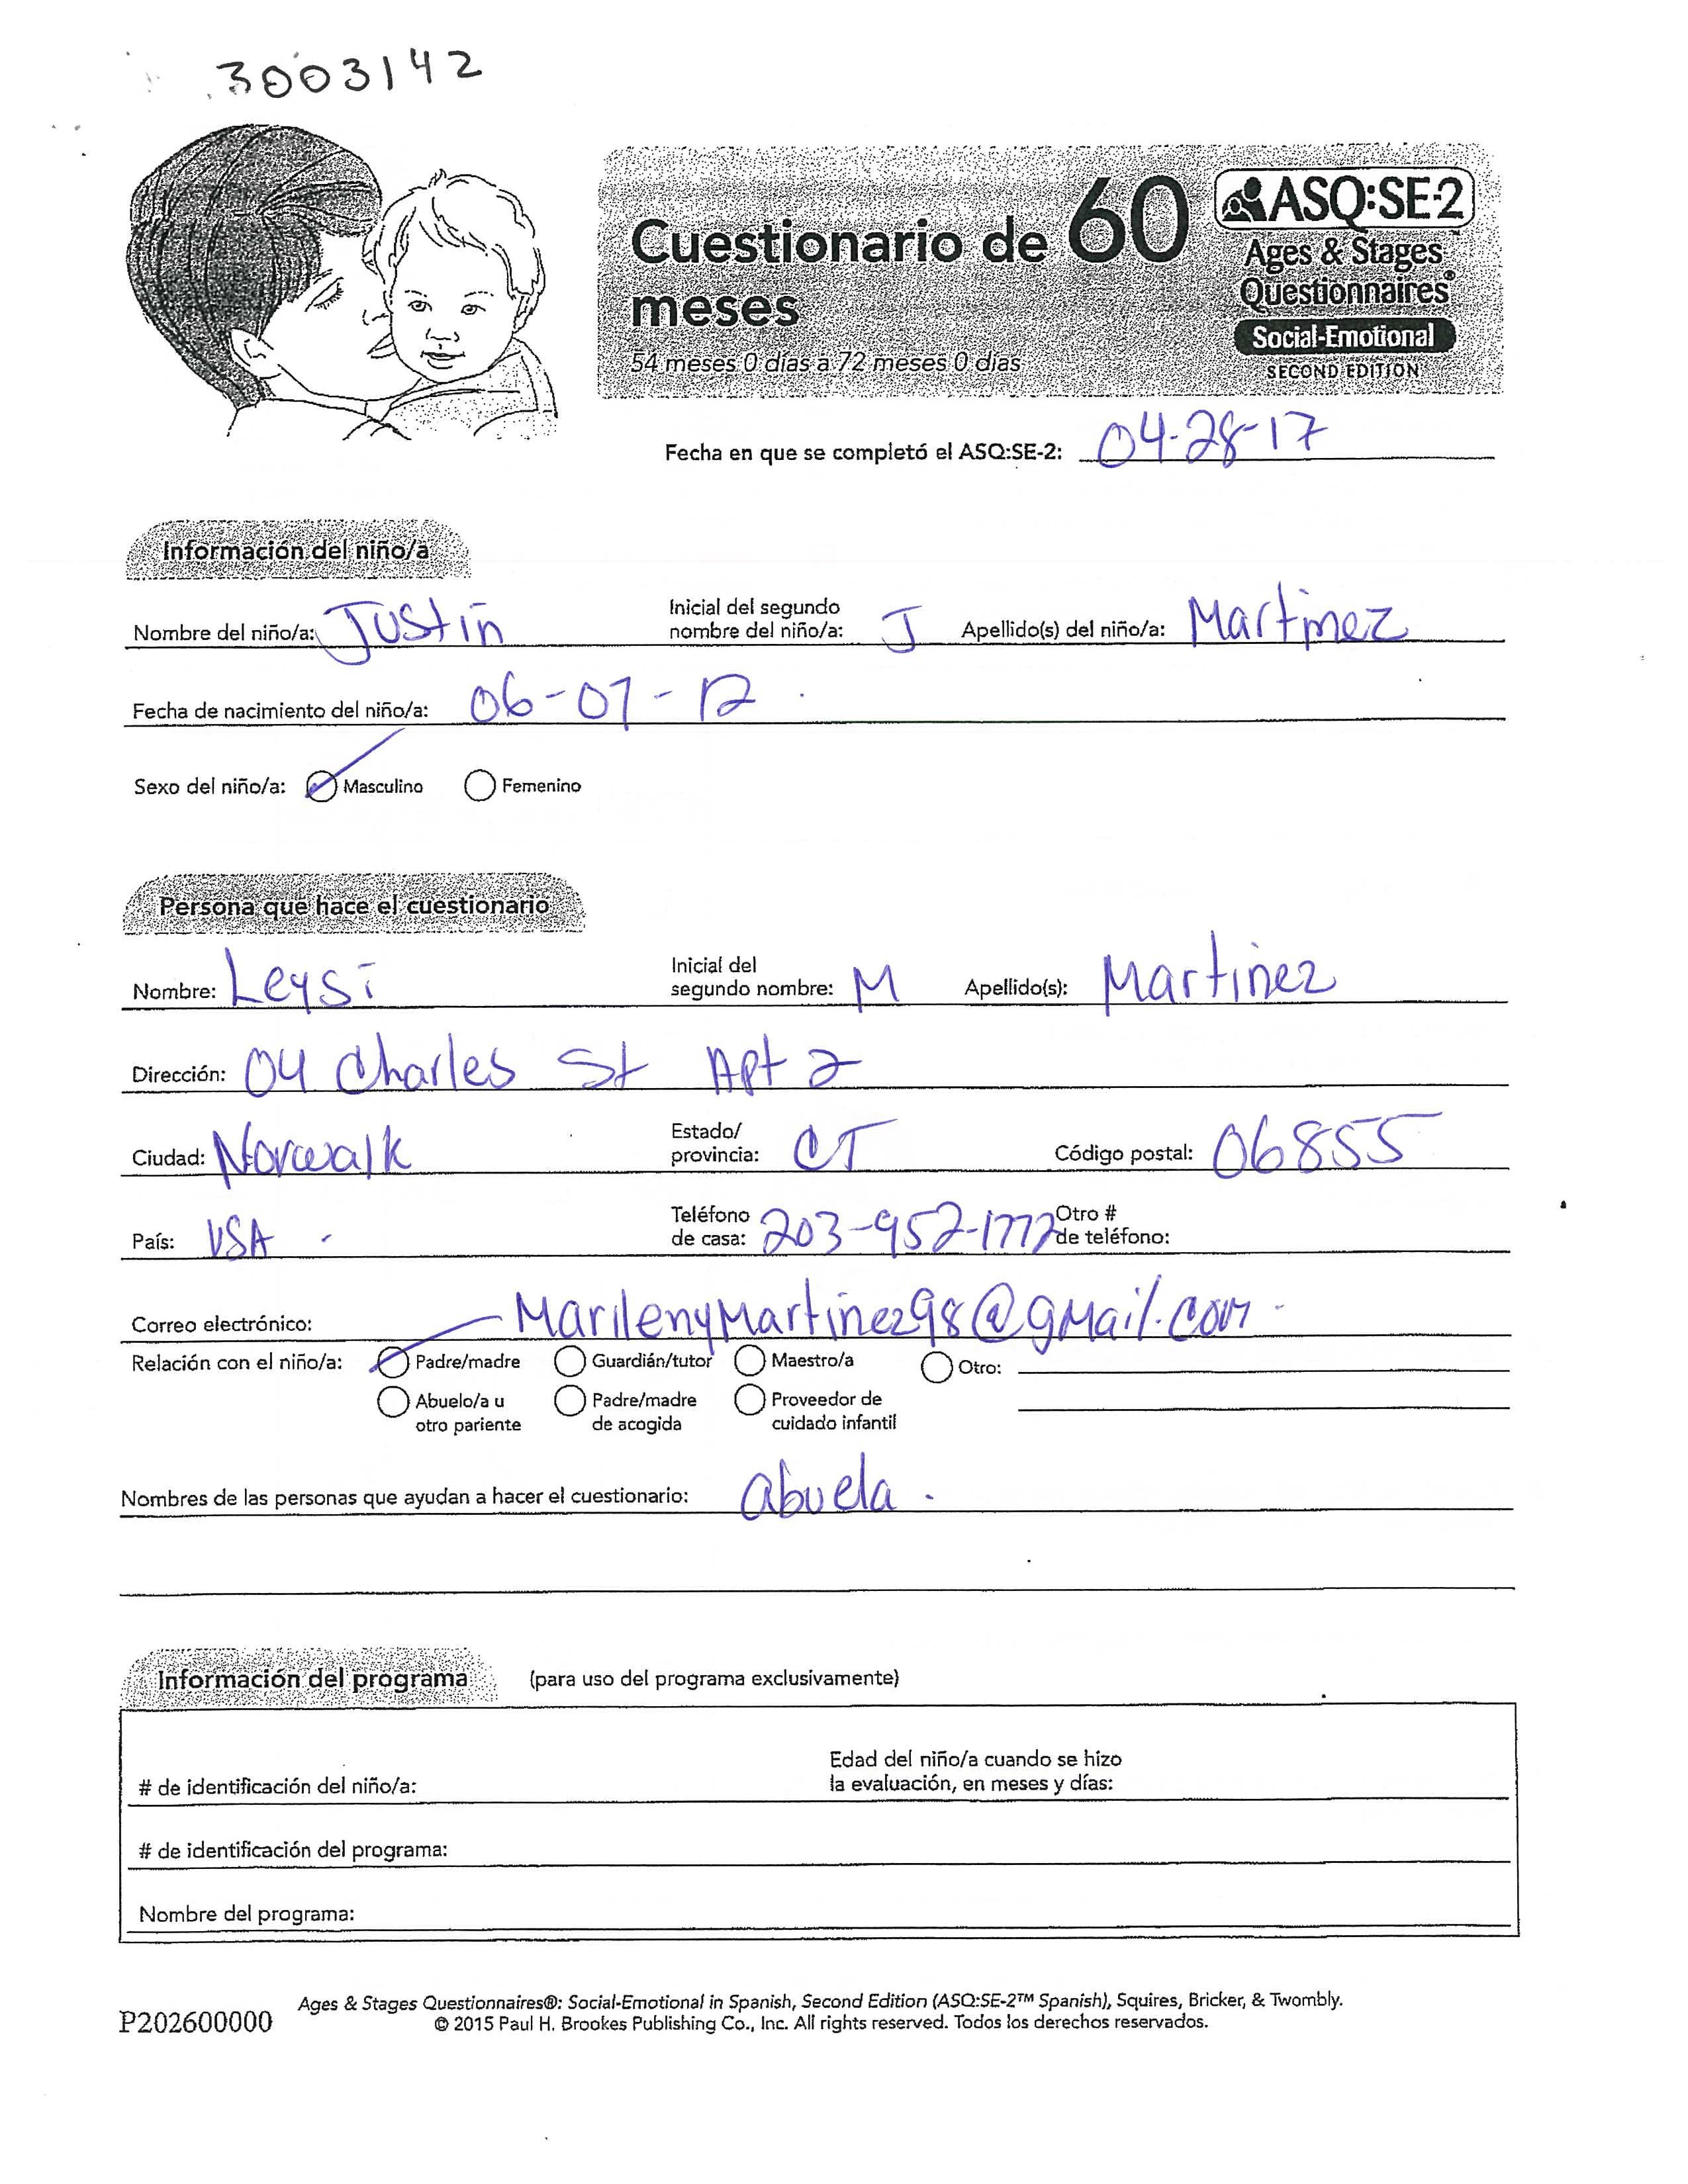 3003142
Cuestionario de 60 meses
54 meses 0 días a 72 meses 0 días
ASQ:SE-2™
Ages & Stages
Questionnaires®
Social-Emotional
SECOND EDITION
Fecha en que se completó el ASQ:SE-2: 04-28-17
Información del niño/a
Nombre del niño/a: Justin Inicial del segundo nombre del niño/a: J Apellido(s) del niño/a: Martinez
Fecha de nacimiento del niño/a: 06-07-12
Sexo del niño/a: Masculino Femenino
Persona que hace el cuestionario
Nombre: Leysi Inicial del segundo nombre: M Apellido(s): Martinez
Dirección: 04 Charles St Apt 2
Ciudad: Norwalk Estado/provincia: CT Código postal: 06855
País: USA Teléfono de casa: 203-952-1777 Otro # de teléfono:
Correo electrónico: MarilenyMartinez98@gmail.com
Relación con el niño/a: Padre/madre Guardián/tutor Maestro/a Otro:
Abuelo/a u otro pariente Padre/madre de acogida Proveedor de cuidado infantil
Nombres de las personas que ayudan a hacer el cuestionario: abuela.
Información del programa (para uso del programa exclusivamente)
# de identificación del niño/a: Edad del niño/a cuando se hizo la evaluación, en meses y días:
# de identificación del programa:
Nombre del programa:
P202600000
Ages & Stages Questionnaires®: Social-Emotional in Spanish, Second Edition (ASQ:SE-2™ Spanish), Squires, Bricker, & Twombly.
© 2015 Paul H. Brookes Publishing Co., Inc. All rights reserved. Todos los derechos reservados.